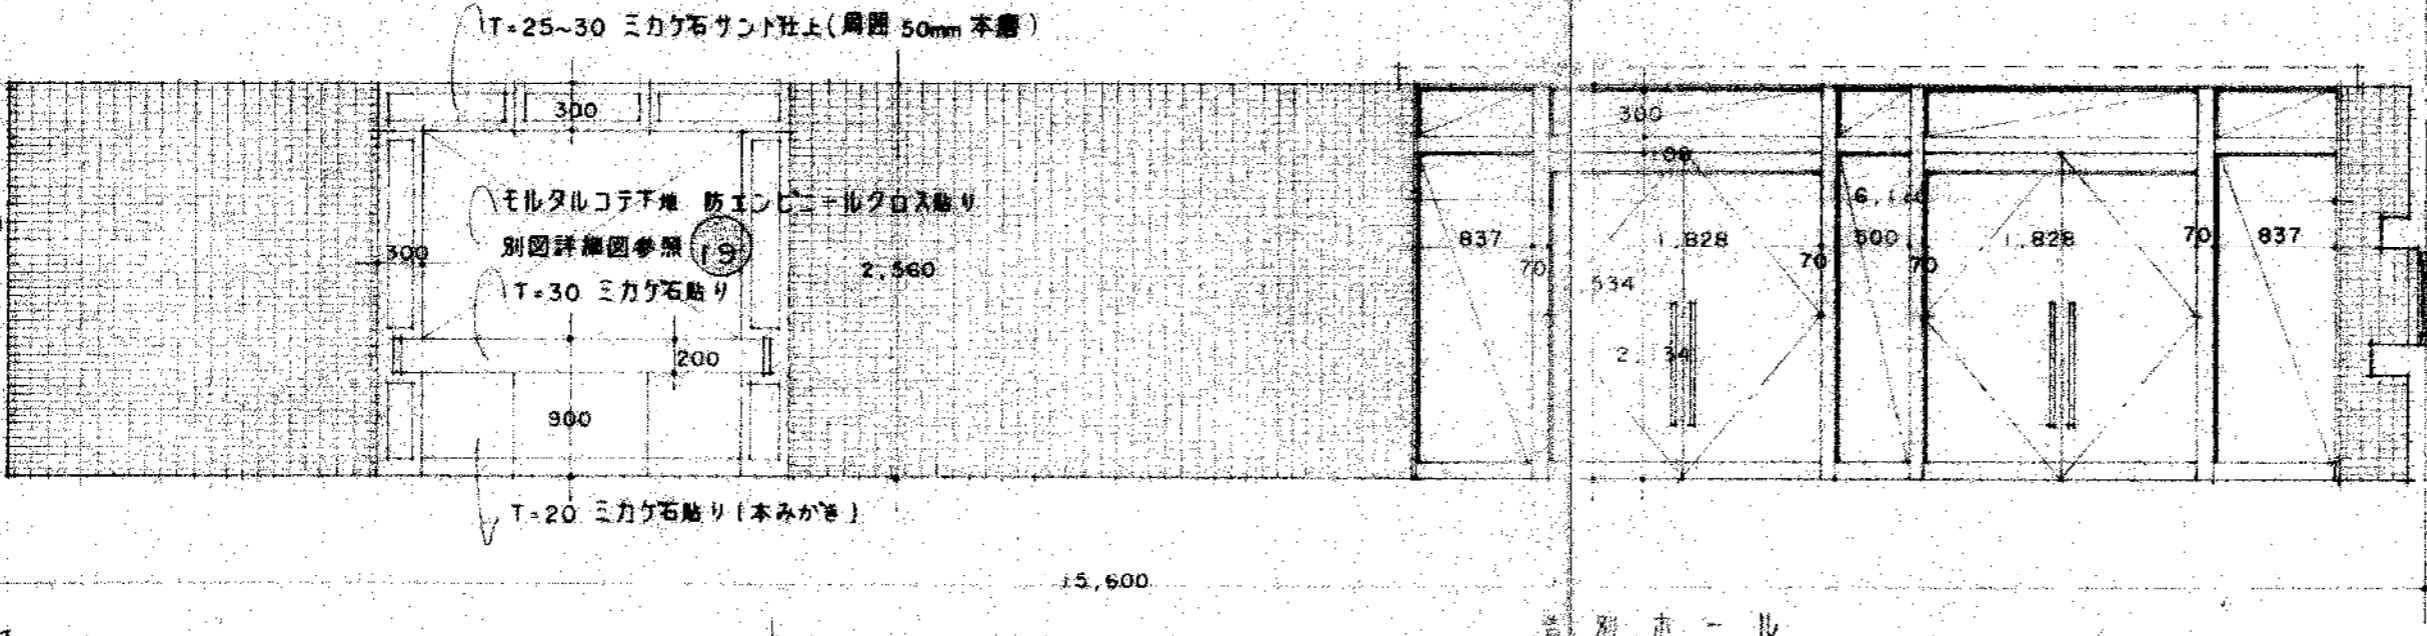 T=25~30 ミカゲ石サンド仕上(周囲 50mm 本磨)
300
300
モルタルコテ下地 防エンビニールクロス貼り
別図詳細図参照 19
T=30 ミカゲ石貼り
300
2,560
200
900
T=20 ミカゲ石貼り(本みがき)
837
70
1,828
70
500
70
1,828
70
837
534
15,600
ホール